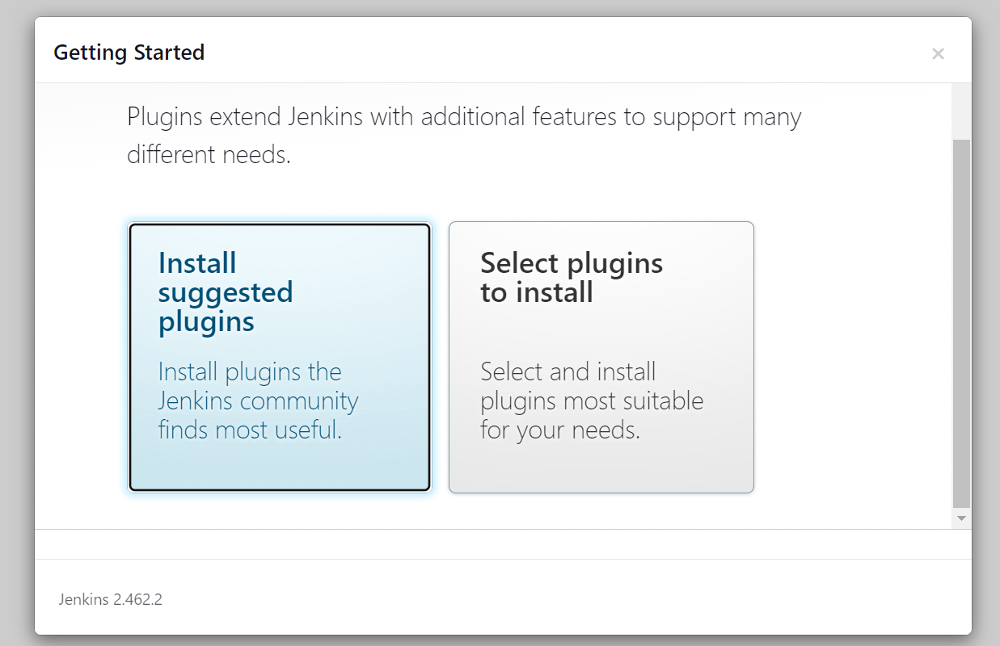 Getting Started
×
Plugins extend Jenkins with additional features to support many
different needs.
Install
suggested
plugins
Install plugins the
Jenkins community
finds most useful.
Select plugins
to install
Select and install
plugins most suitable
for your needs.
Jenkins 2.462.2